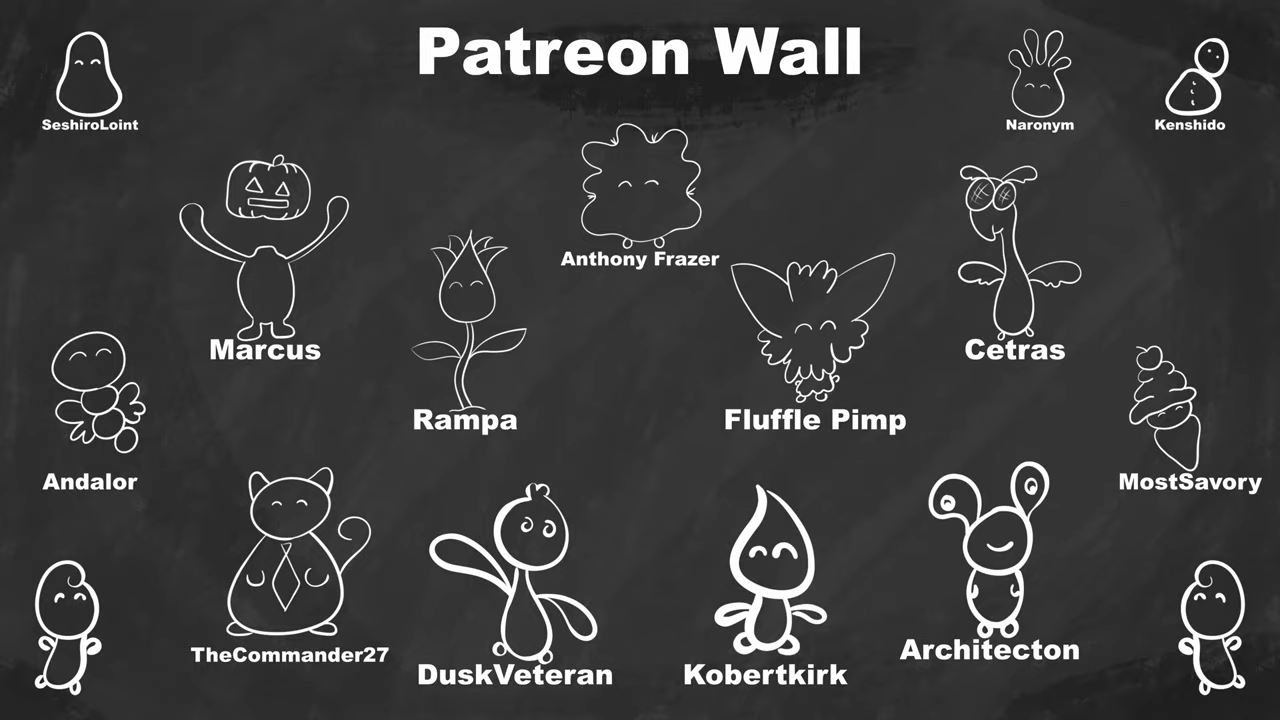 Patreon Wall
SeshiroLoint
Naronym
Kenshido
Anthony Frazer
Marcus
Cetras
Rampa
Fluffle Pimp
Andalor
MostSavory
TheCommander27
Architecton
DuskVeteran
Kobertkirk